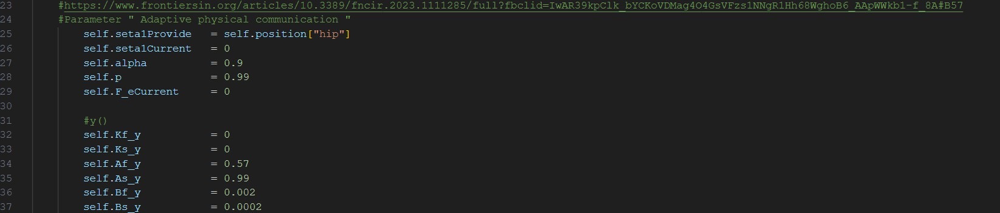 23 #https://www.frontiersin.org/articles/10.3389/fncir.2023.1111285/full?fbclid=IwAR39kpClk_bYCKoVDMag4O4GsVFzs1NNgR1Hh68WghoB6_AApWWkb1-f_8A#B57
24 #Parameter " Adaptive physical communication "
25 self.seta1Provide = self.position["hip"]
26 self.seta1Current = 0
27 self.alpha = 0.9
28 self.p = 0.99
29 self.F_eCurrent = 0
30
31 #y()
32 self.Kf_y = 0
33 self.Ks_y = 0
34 self.Af_y = 0.57
35 self.As_y = 0.99
36 self.Bf_y = 0.002
37 self.Bs_y = 0.0002